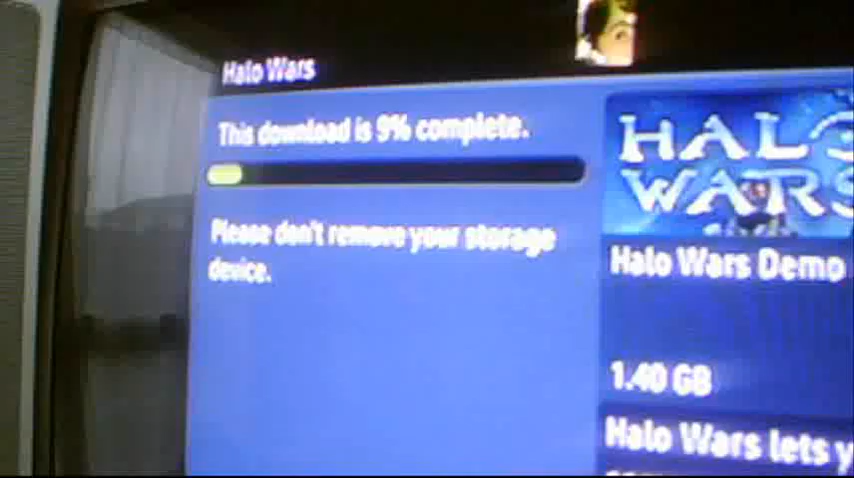 Halo Wars
This download is 9% complete.
Please don't remove your storage
device.
HALO
WARS
Halo Wars Demo
1.40 GB
Halo Wars lets y